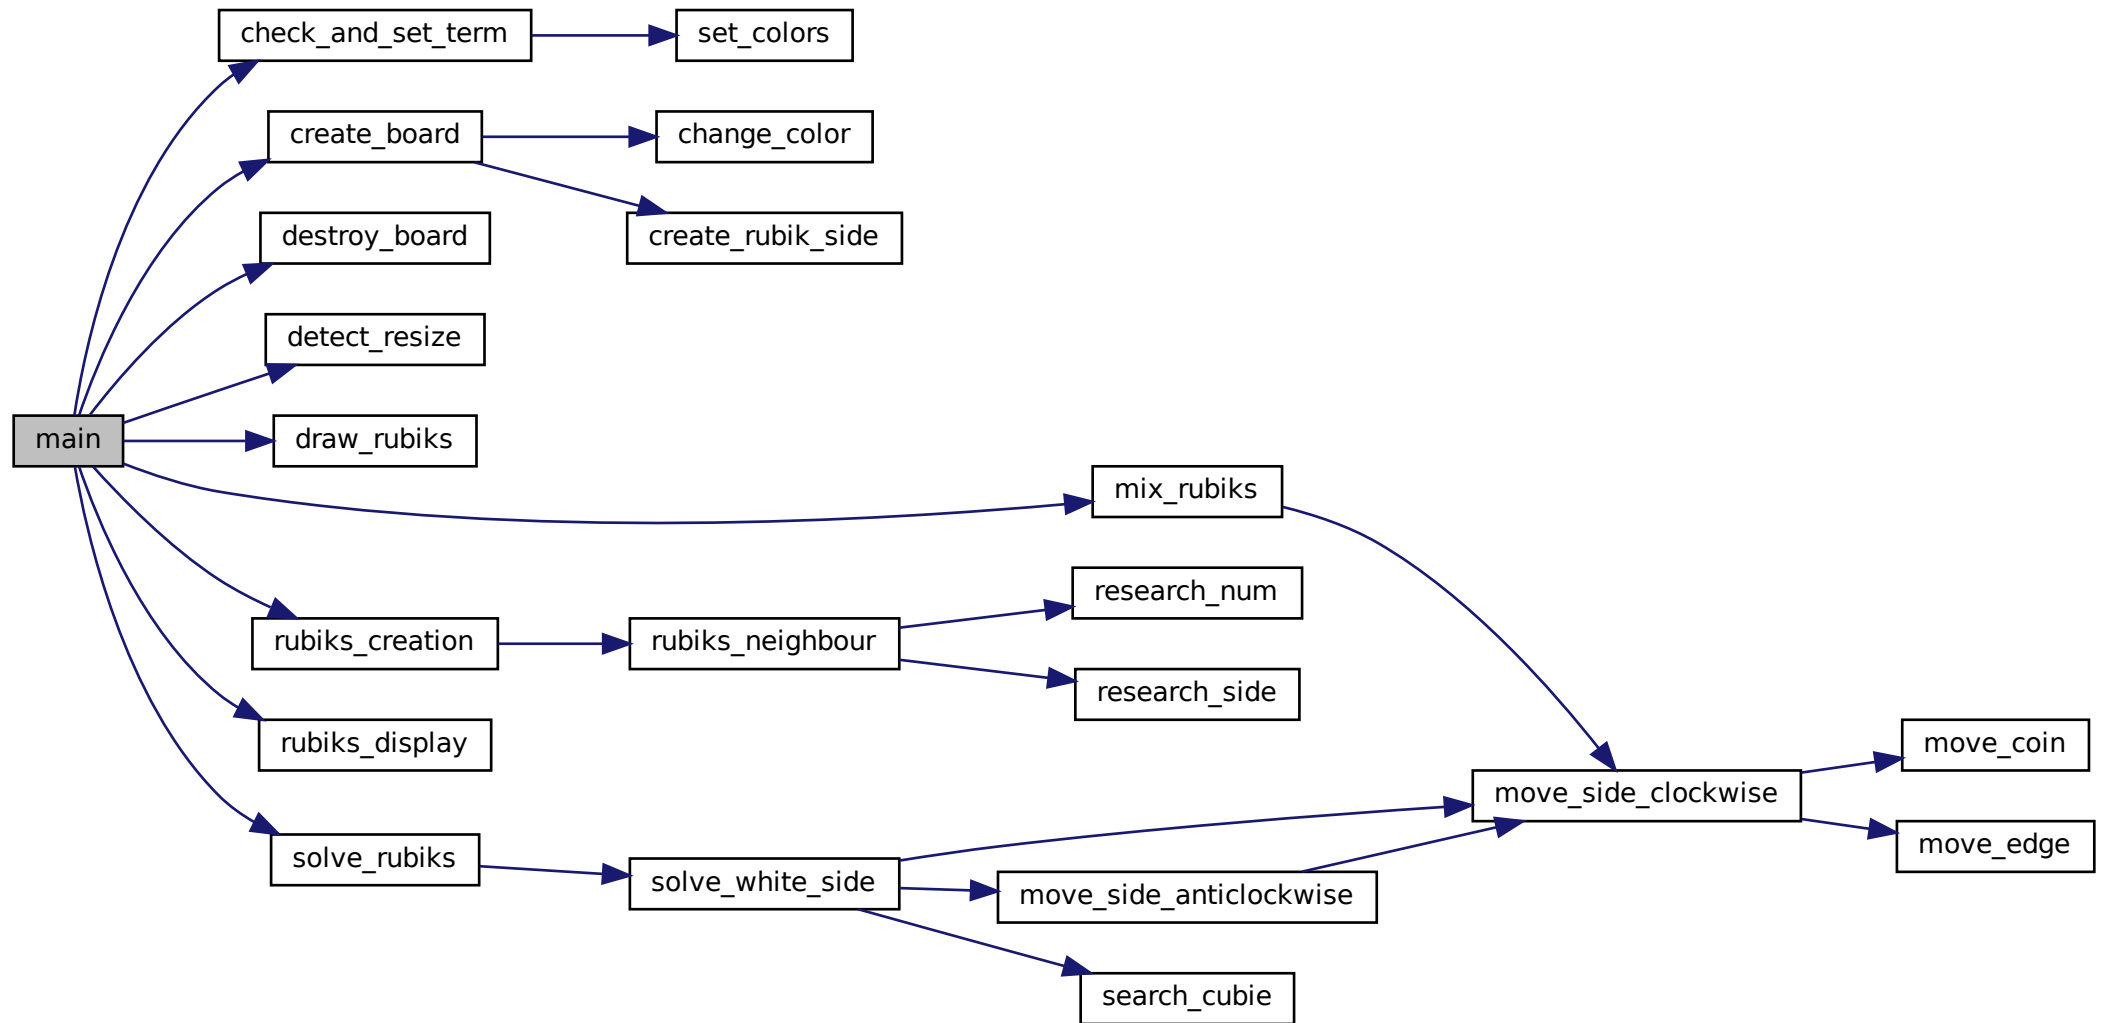 check_and_set_term
set_colors
create_board
change_color
destroy_board
create_rubik_side
detect_resize
main
draw_rubiks
mix_rubiks
research_num
rubiks_creation
rubiks_neighbour
research_side
rubiks_display
move_coin
move_side_clockwise
solve_rubiks
move_edge
solve_white_side
move_side_anticlockwise
search_cubie